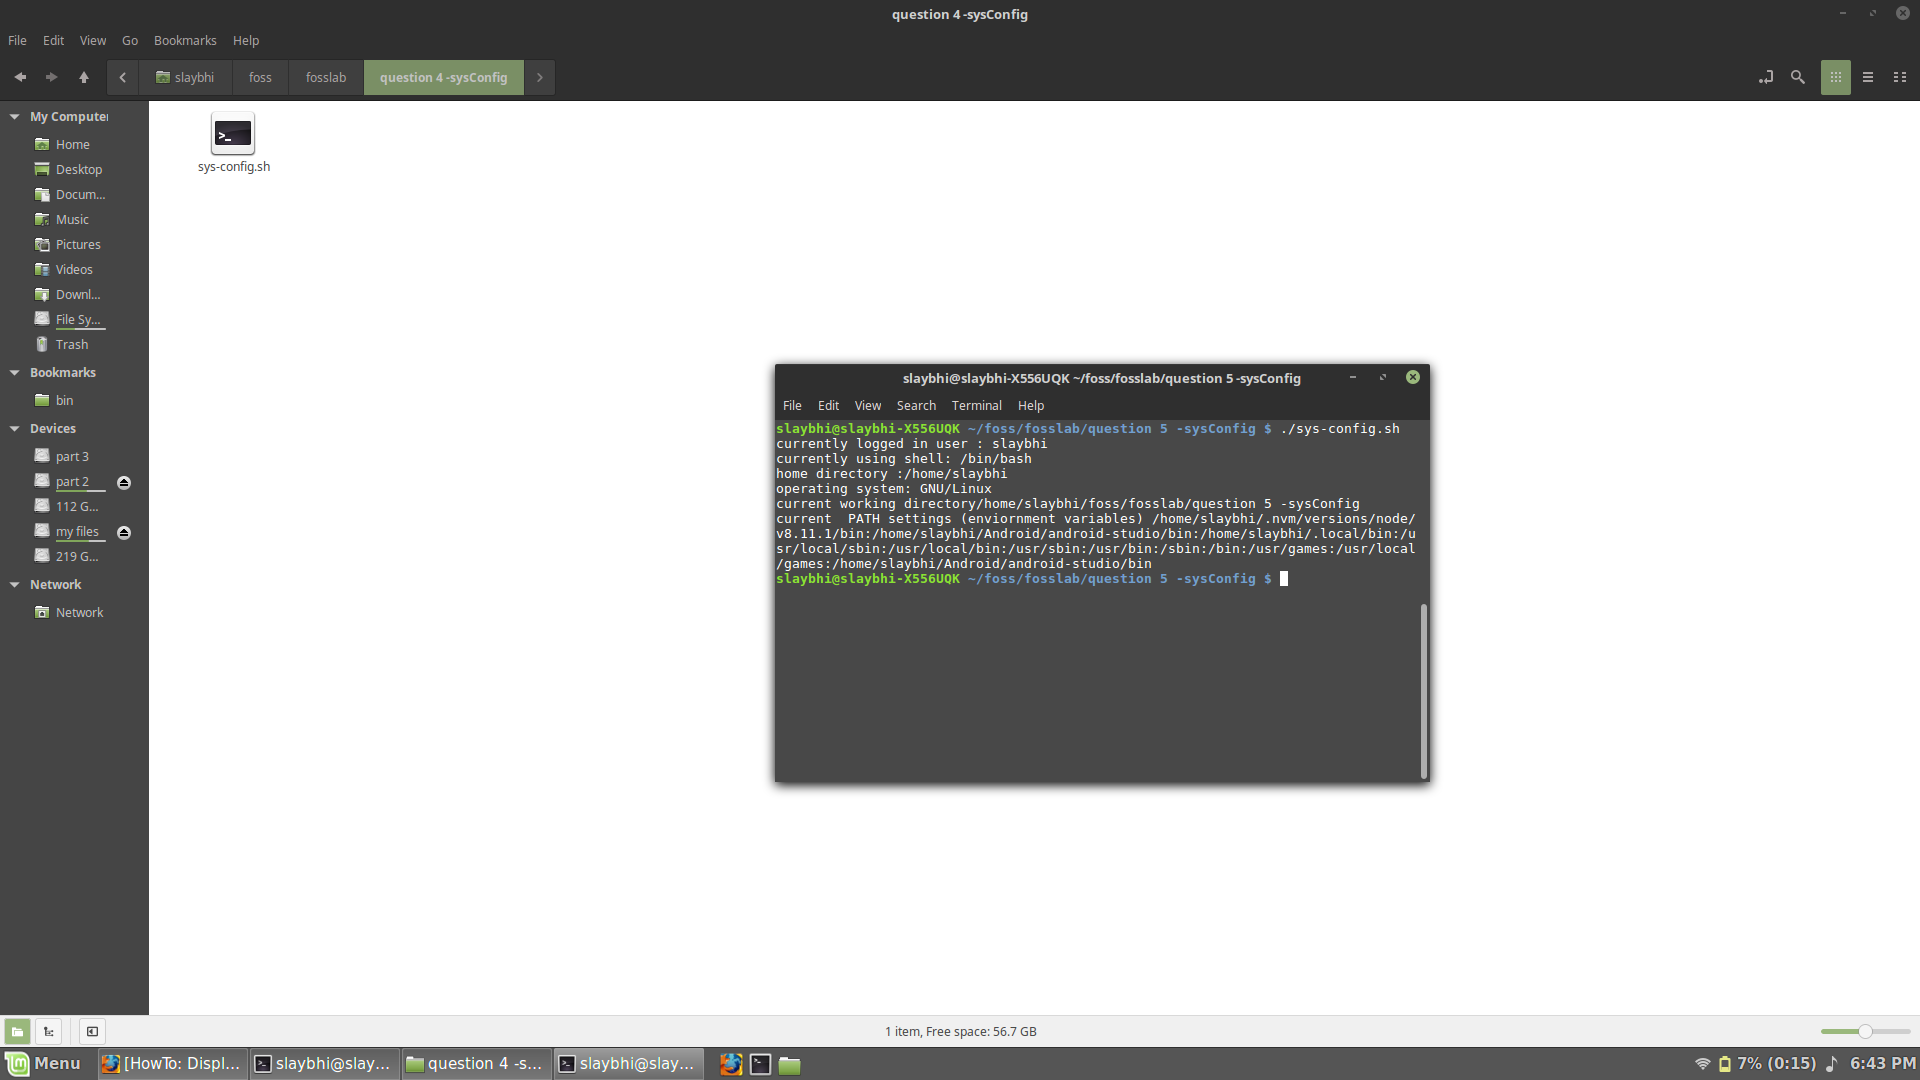 question 4 -sysConfig
File Edit View Go Bookmarks Help
slaybhi foss fosslab question 4 -sysConfig
My Computer
Home
Desktop
Docum...
Music
Pictures
Videos
Downl...
File Sy...
Trash
Bookmarks
bin
Devices
part 3
part 2
112 G...
my files
219 G...
Network
Network
>_
sys-config.sh
slaybhi@slaybhi-X556UQK ~/foss/fosslab/question 5 -sysConfig
File Edit View Search Terminal Help
slaybhi@slaybhi-X556UQK ~/foss/fosslab/question 5 -sysConfig $ ./sys-config.sh
currently logged in user : slaybhi
currently using shell: /bin/bash
home directory :/home/slaybhi
operating system: GNU/Linux
current working directory/home/slaybhi/foss/fosslab/question 5 -sysConfig
current  PATH settings (enviornment variables) /home/slaybhi/.nvm/versions/node/
v8.11.1/bin:/home/slaybhi/Android/android-studio/bin:/home/slaybhi/.local/bin:/u
sr/local/sbin:/usr/local/bin:/usr/sbin:/usr/bin:/sbin:/bin:/usr/games:/usr/local
/games:/home/slaybhi/Android/android-studio/bin
slaybhi@slaybhi-X556UQK ~/foss/fosslab/question 5 -sysConfig $
1 item, Free space: 56.7 GB
Menu [HowTo: Displ... slaybhi@slay... question 4 -s... slaybhi@slay... 7% (0:15) 6:43 PM